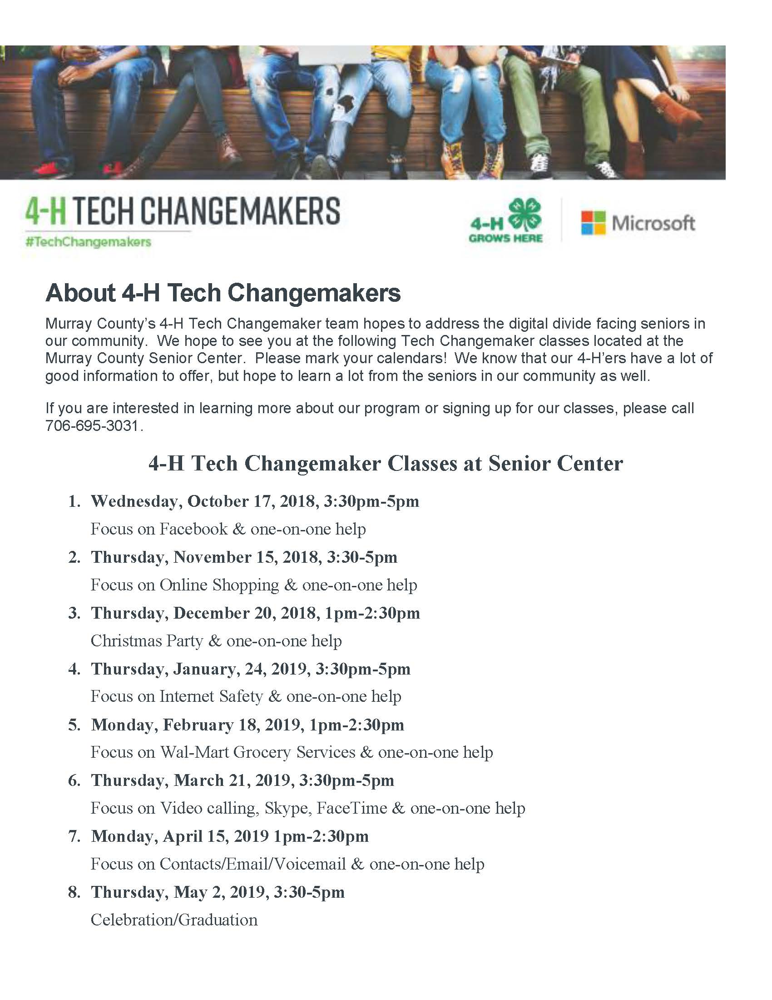 4-H TECH CHANGEMAKERS
#TechChangemakers
4-H
GROWS HERE
Microsoft
About 4-H Tech Changemakers
Murray County’s 4-H Tech Changemaker team hopes to address the digital divide facing seniors in
our community.  We hope to see you at the following Tech Changemaker classes located at the
Murray County Senior Center.  Please mark your calendars!  We know that our 4-H’ers have a lot of
good information to offer, but hope to learn a lot from the seniors in our community as well.
If you are interested in learning more about our program or signing up for our classes, please call
706-695-3031.
4-H Tech Changemaker Classes at Senior Center
1. Wednesday, October 17, 2018, 3:30pm-5pm
Focus on Facebook & one-on-one help
2. Thursday, November 15, 2018, 3:30-5pm
Focus on Online Shopping & one-on-one help
3. Thursday, December 20, 2018, 1pm-2:30pm
Christmas Party & one-on-one help
4. Thursday, January, 24, 2019, 3:30pm-5pm
Focus on Internet Safety & one-on-one help
5. Monday, February 18, 2019, 1pm-2:30pm
Focus on Wal-Mart Grocery Services & one-on-one help
6. Thursday, March 21, 2019, 3:30pm-5pm
Focus on Video calling, Skype, FaceTime & one-on-one help
7. Monday, April 15, 2019 1pm-2:30pm
Focus on Contacts/Email/Voicemail & one-on-one help
8. Thursday, May 2, 2019, 3:30-5pm
Celebration/Graduation